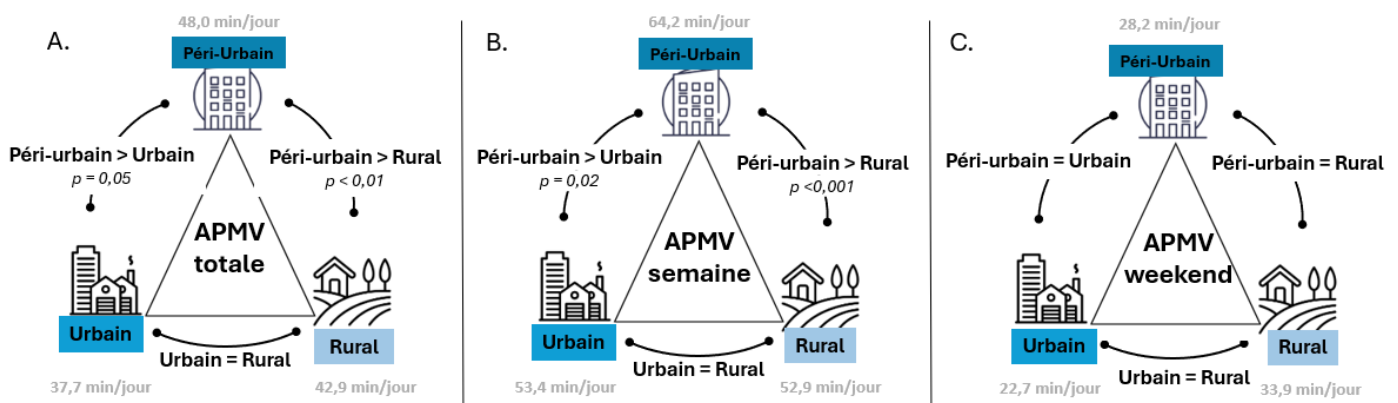 A.
48,0 min/jour
Péri-Urbain
Péri-urbain > Urbain
p = 0,05
Péri-urbain > Rural
p < 0,01
APMV
totale
Urbain
Rural
Urbain = Rural
37,7 min/jour
42,9 min/jour
B.
64,2 min/jour
Péri-Urbain
Péri-urbain > Urbain
p = 0,02
Péri-urbain > Rural
p <0,001
APMV
semaine
Urbain
Rural
Urbain = Rural
53,4 min/jour
52,9 min/jour
C.
28,2 min/jour
Péri-Urbain
Péri-urbain = Urbain
Péri-urbain = Rural
APMV
weekend
Urbain
Rural
Urbain = Rural
22,7 min/jour
33,9 min/jour